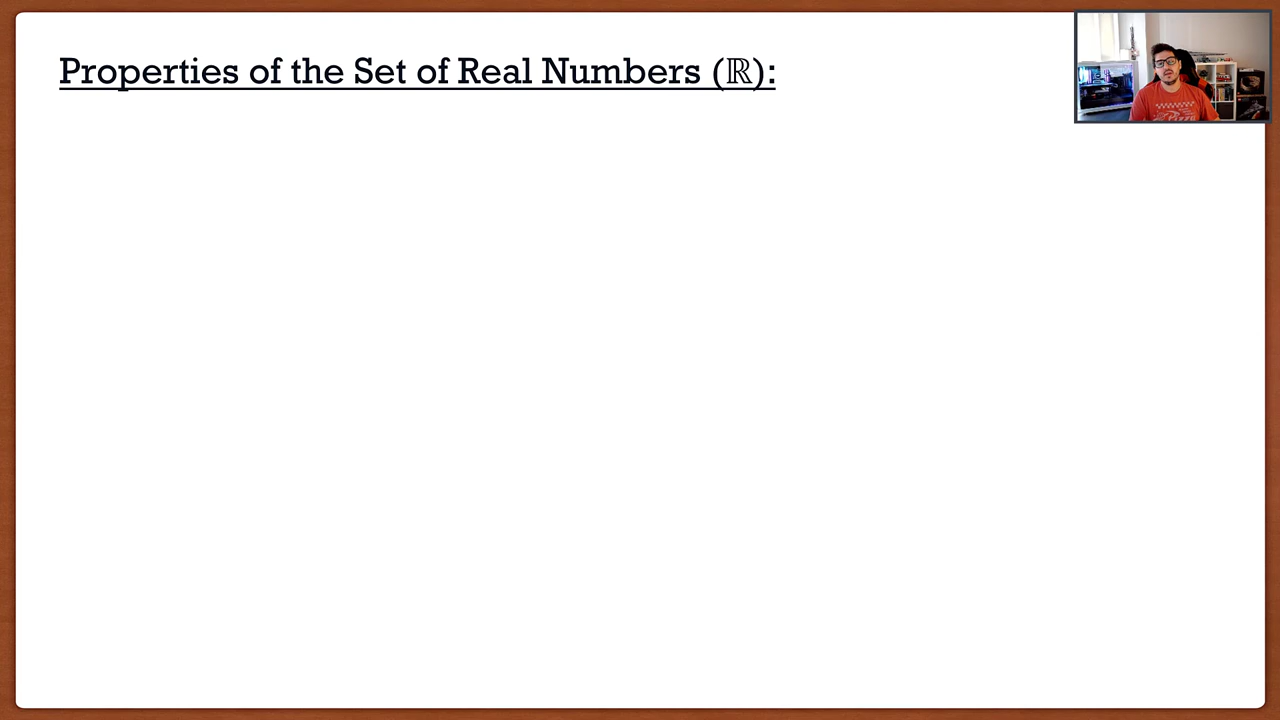 Properties of the Set of Real Numbers (ℝ):